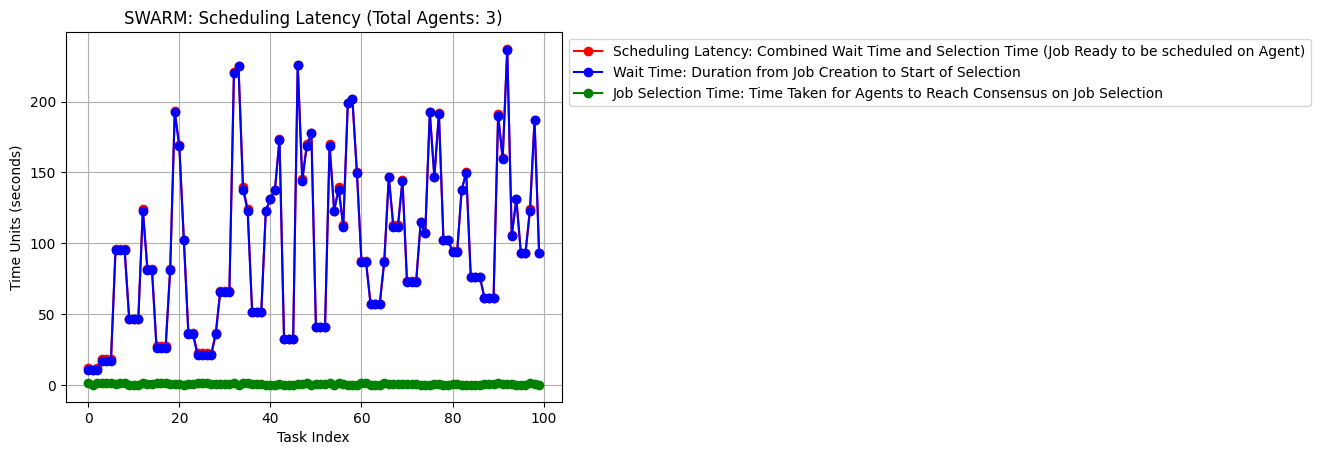 SWARM: Scheduling Latency (Total Agents: 3)
Scheduling Latency: Combined Wait Time and Selection Time (Job Ready to be scheduled on Agent)
Wait Time: Duration from Job Creation to Start of Selection
Job Selection Time: Time Taken for Agents to Reach Consensus on Job Selection
Time Units (seconds)
200
150
100
50
0
0 20 40 60 80 100
Task Index